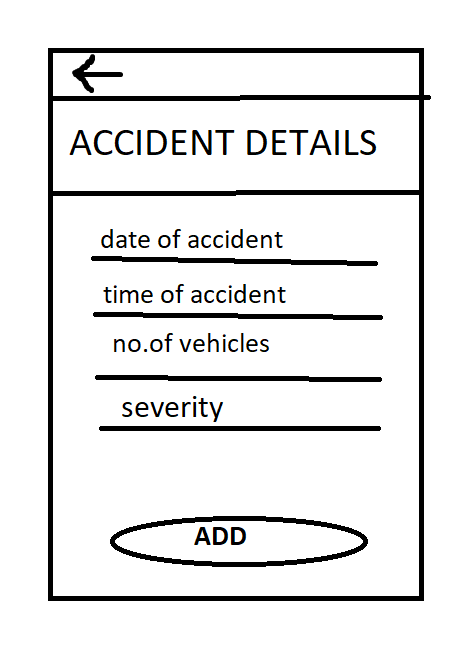 ACCIDENT DETAILS
date of accident
time of accident
no.of vehicles
severity
ADD